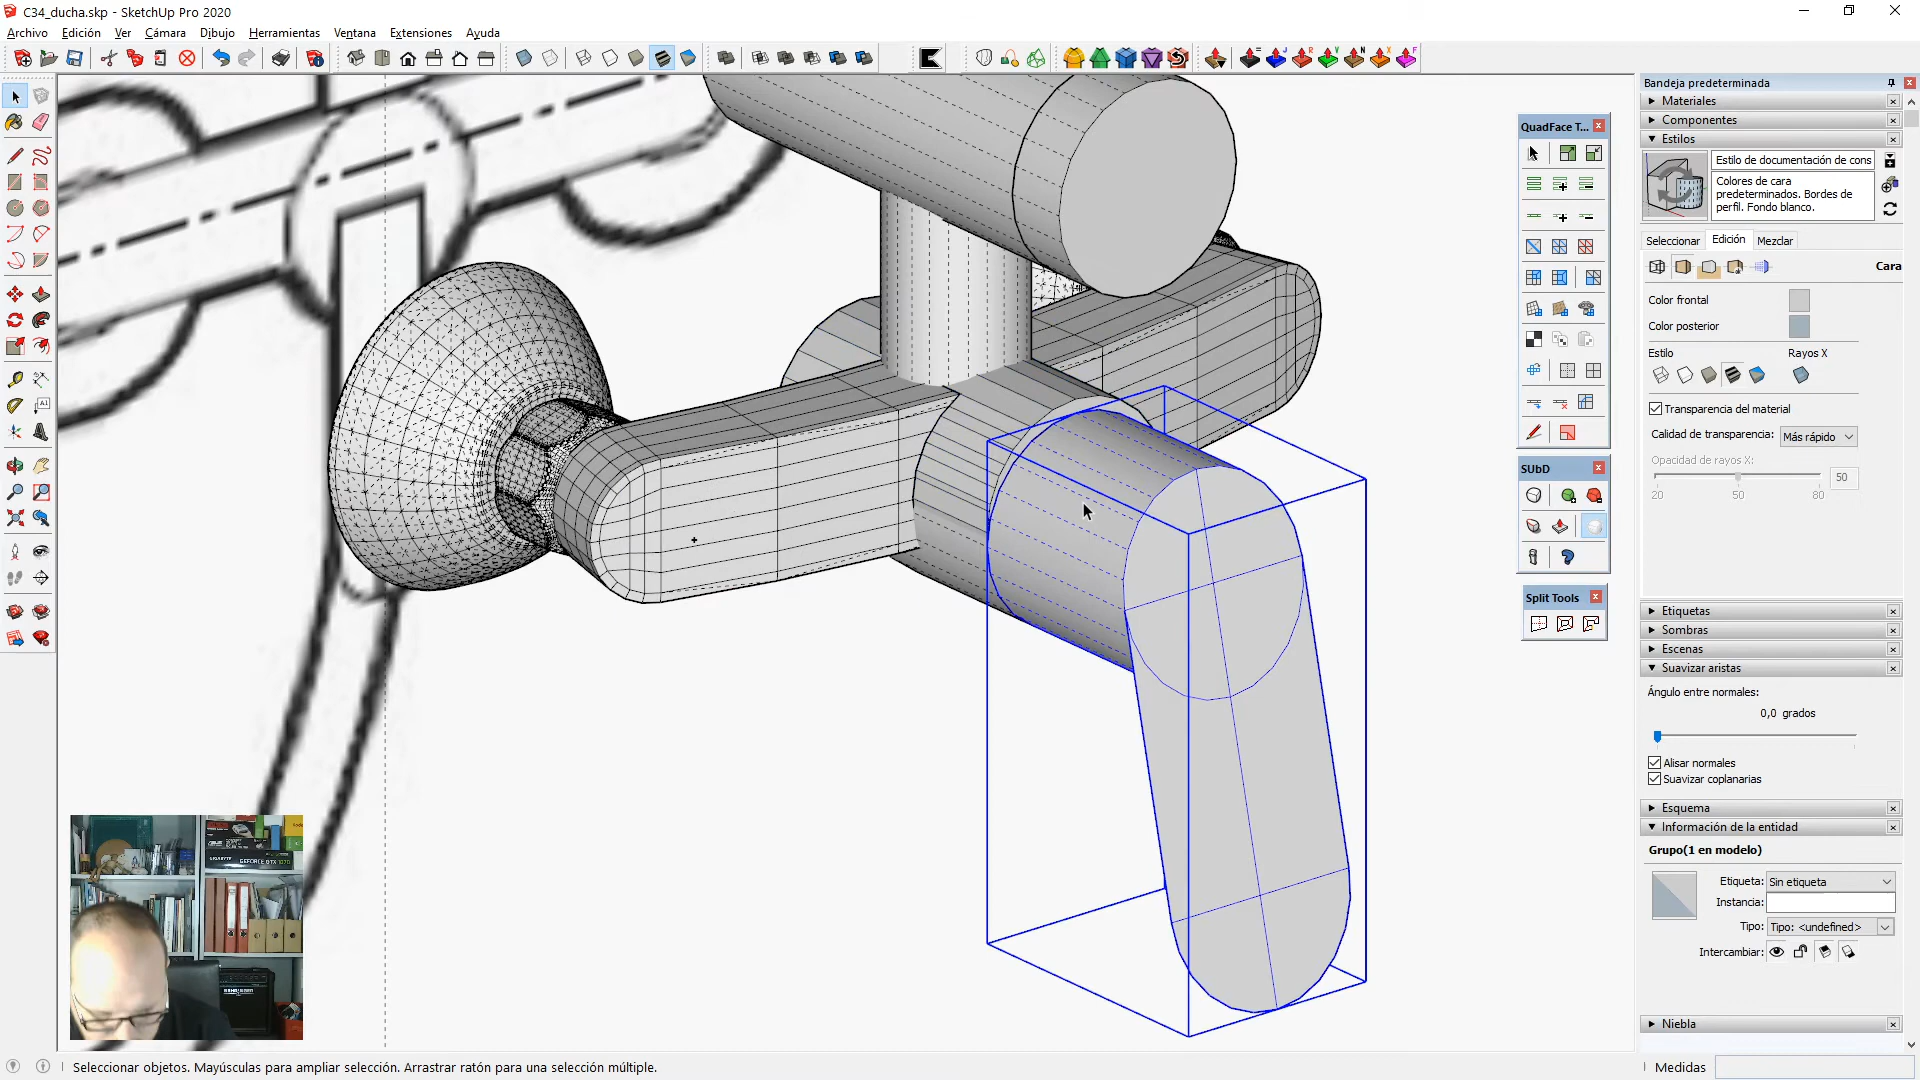 C34_ducha.skp - SketchUp Pro 2020
Archivo Edición Ver Cámara Dibujo Herramientas Ventana Extensiones Ayuda
Bandeja predeterminada
Materiales
Componentes
Estilos
Estilo de documentación de cons
Colores de cara
predeterminados. Bordes de
perfil. Fondo blanco.
Seleccionar Edición Mezclar
Cara
Color frontal
Color posterior
Estilo Rayos X
Transparencia del material
Calidad de transparencia: Más rápido
Opacidad de rayos X:
50
20 50 80
Etiquetas
Sombras
Escenas
Suavizar aristas
Ángulo entre normales:
0,0 grados
Alisar normales
Suavizar coplanarias
Esquema
Información de la entidad
Grupo(1 en modelo)
Etiqueta: Sin etiqueta
Instancia:
Tipo: Tipo: <undefined>
Intercambiar:
Niebla
QuadFace T...
SUbD
Split Tools
GEFORCE GTX 1070
Seleccionar objetos. Mayúsculas para ampliar selección. Arrastrar ratón para una selección múltiple.
Medidas